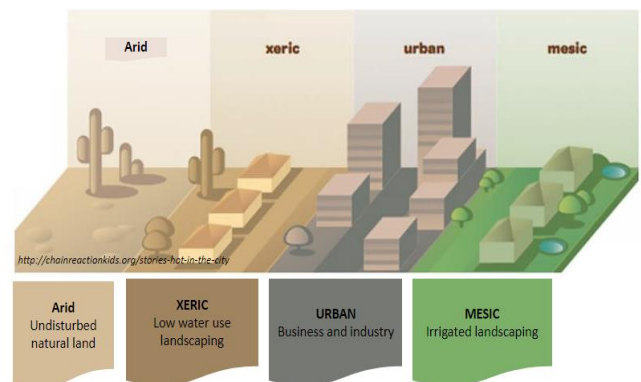 Arid
xeric
urban
mesic
http://chainreactionkids.org/stories-hot-in-the-city
Arid
Undisturbed
natural land
XERIC
Low water use
landscaping
URBAN
Business and industry
MESIC
Irrigated landscaping